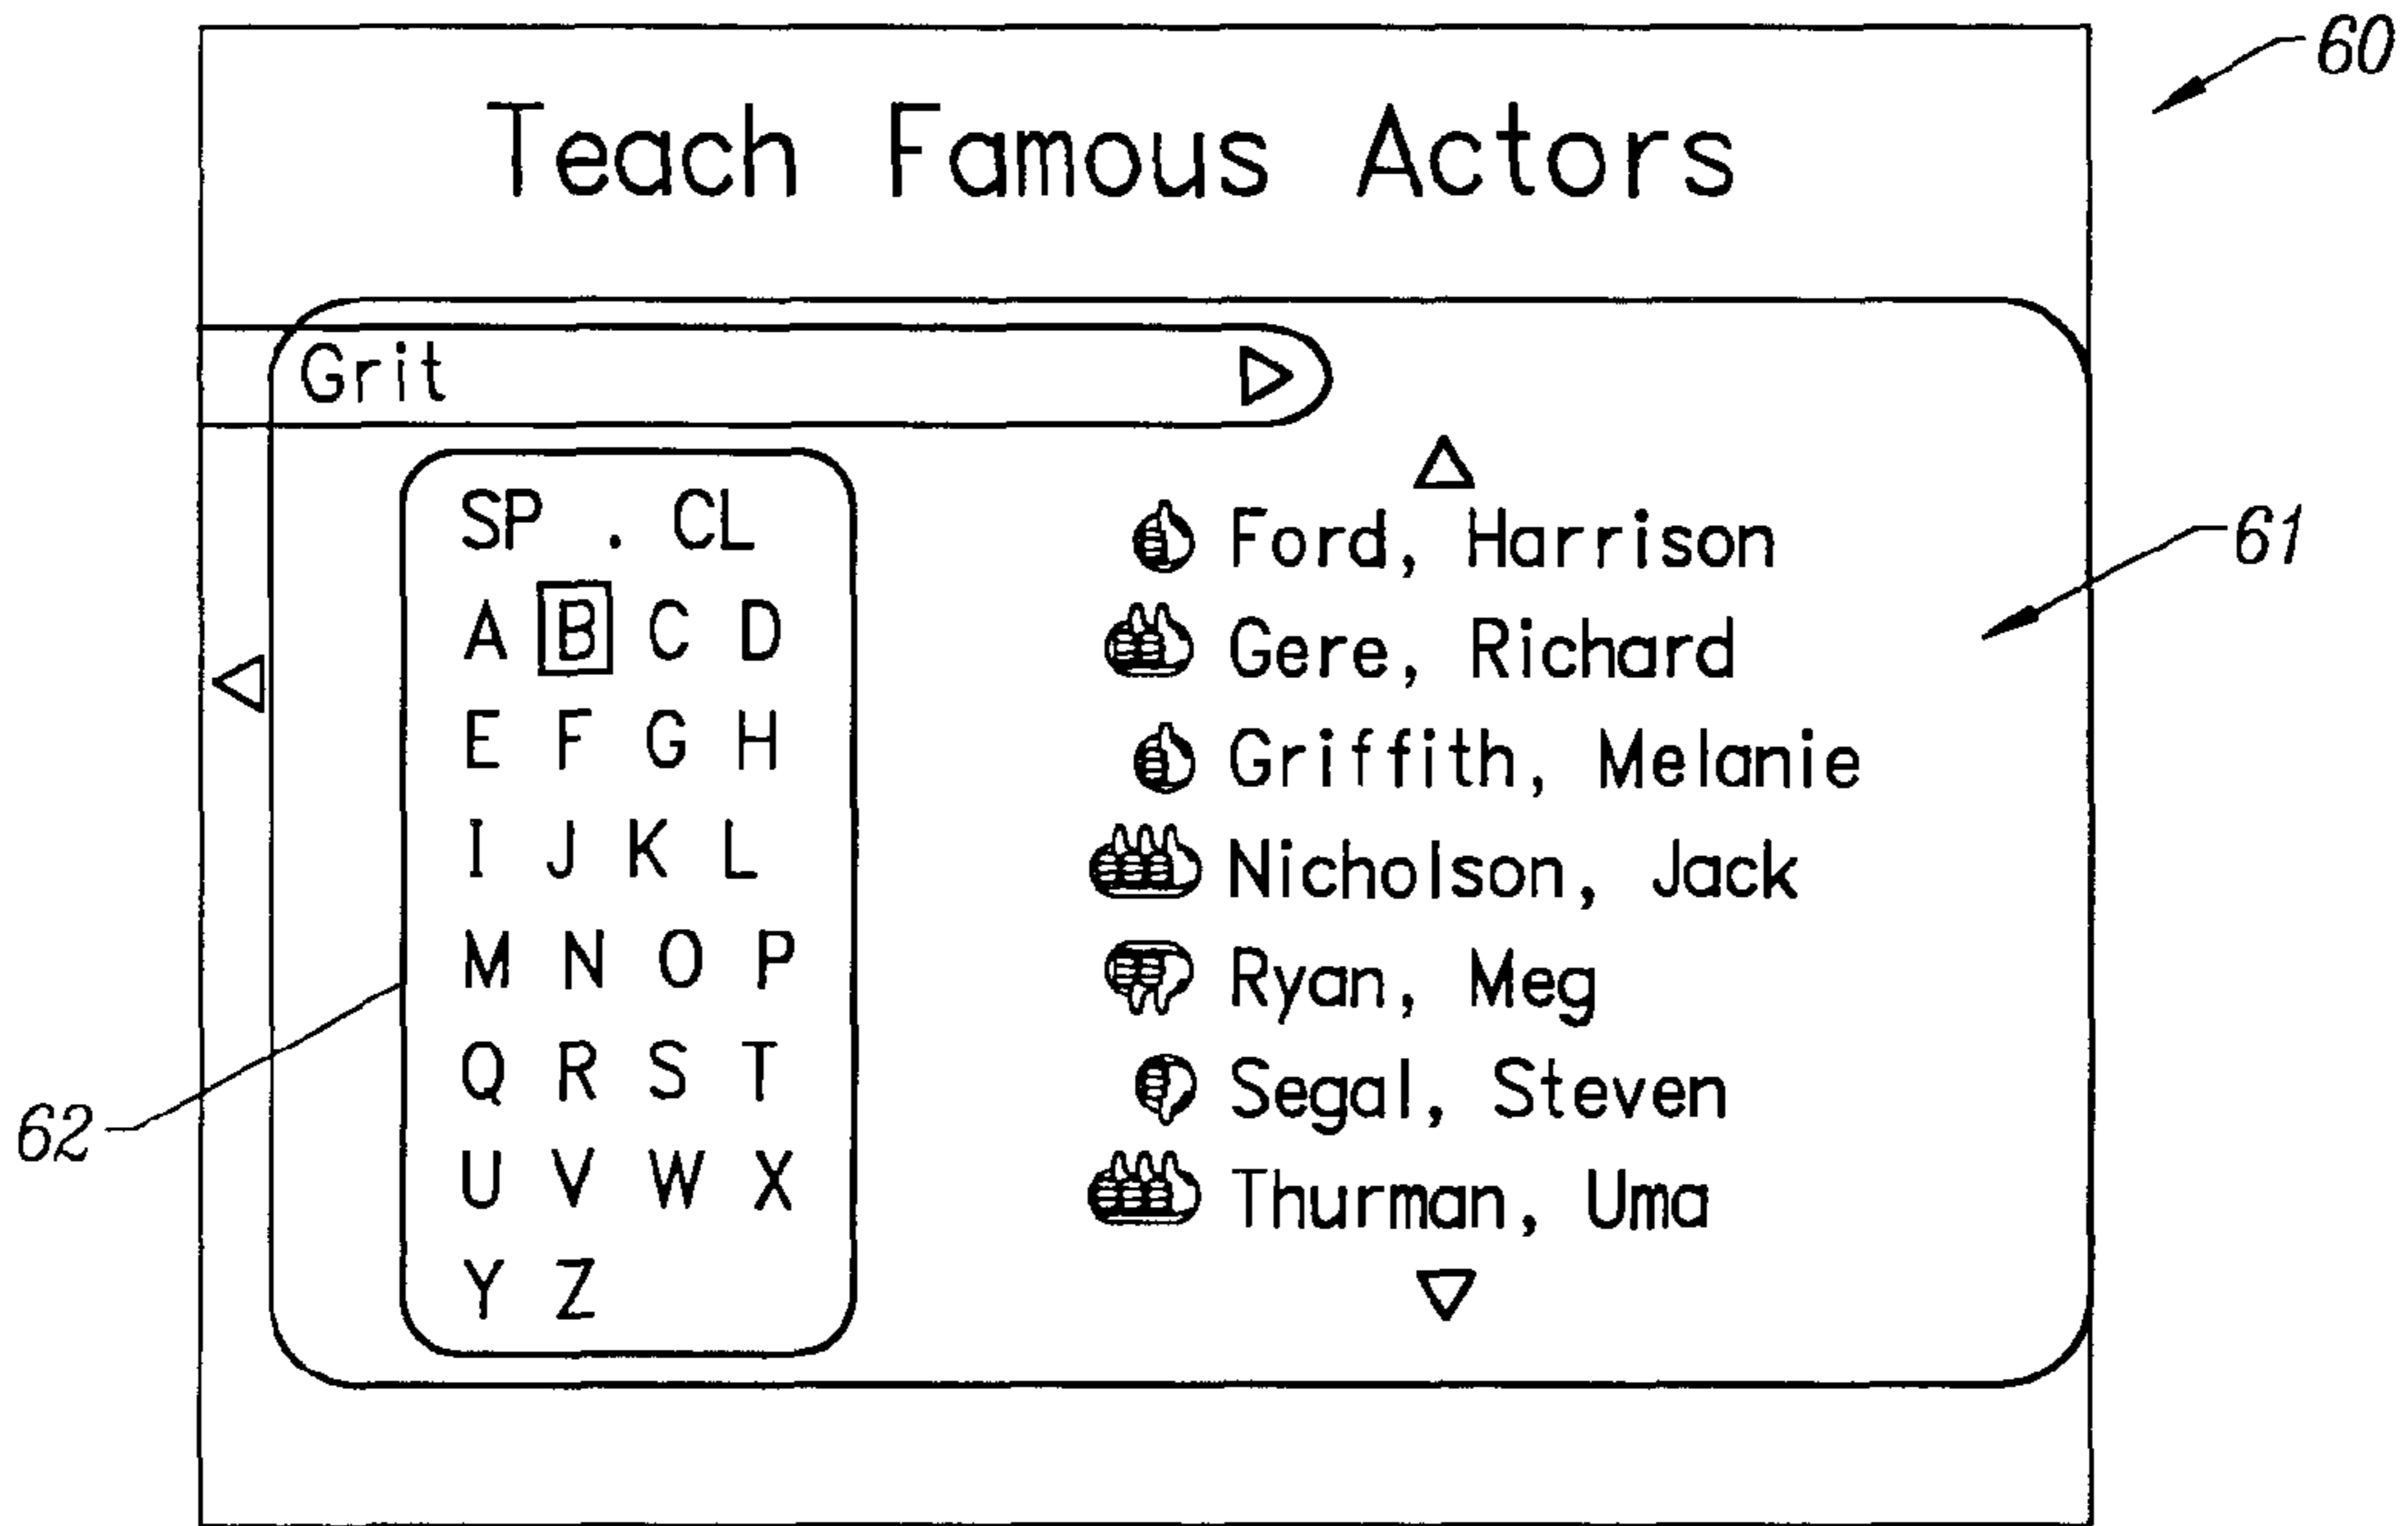 60
Teach Famous Actors
Grit
SP . CL
A B C D
E F G H
I J K L
M N O P
Q R S T
U V W X
Y Z
Ford, Harrison
Gere, Richard
Griffith, Melanie
Nicholson, Jack
Ryan, Meg
Segal, Steven
Thurman, Uma
61
62